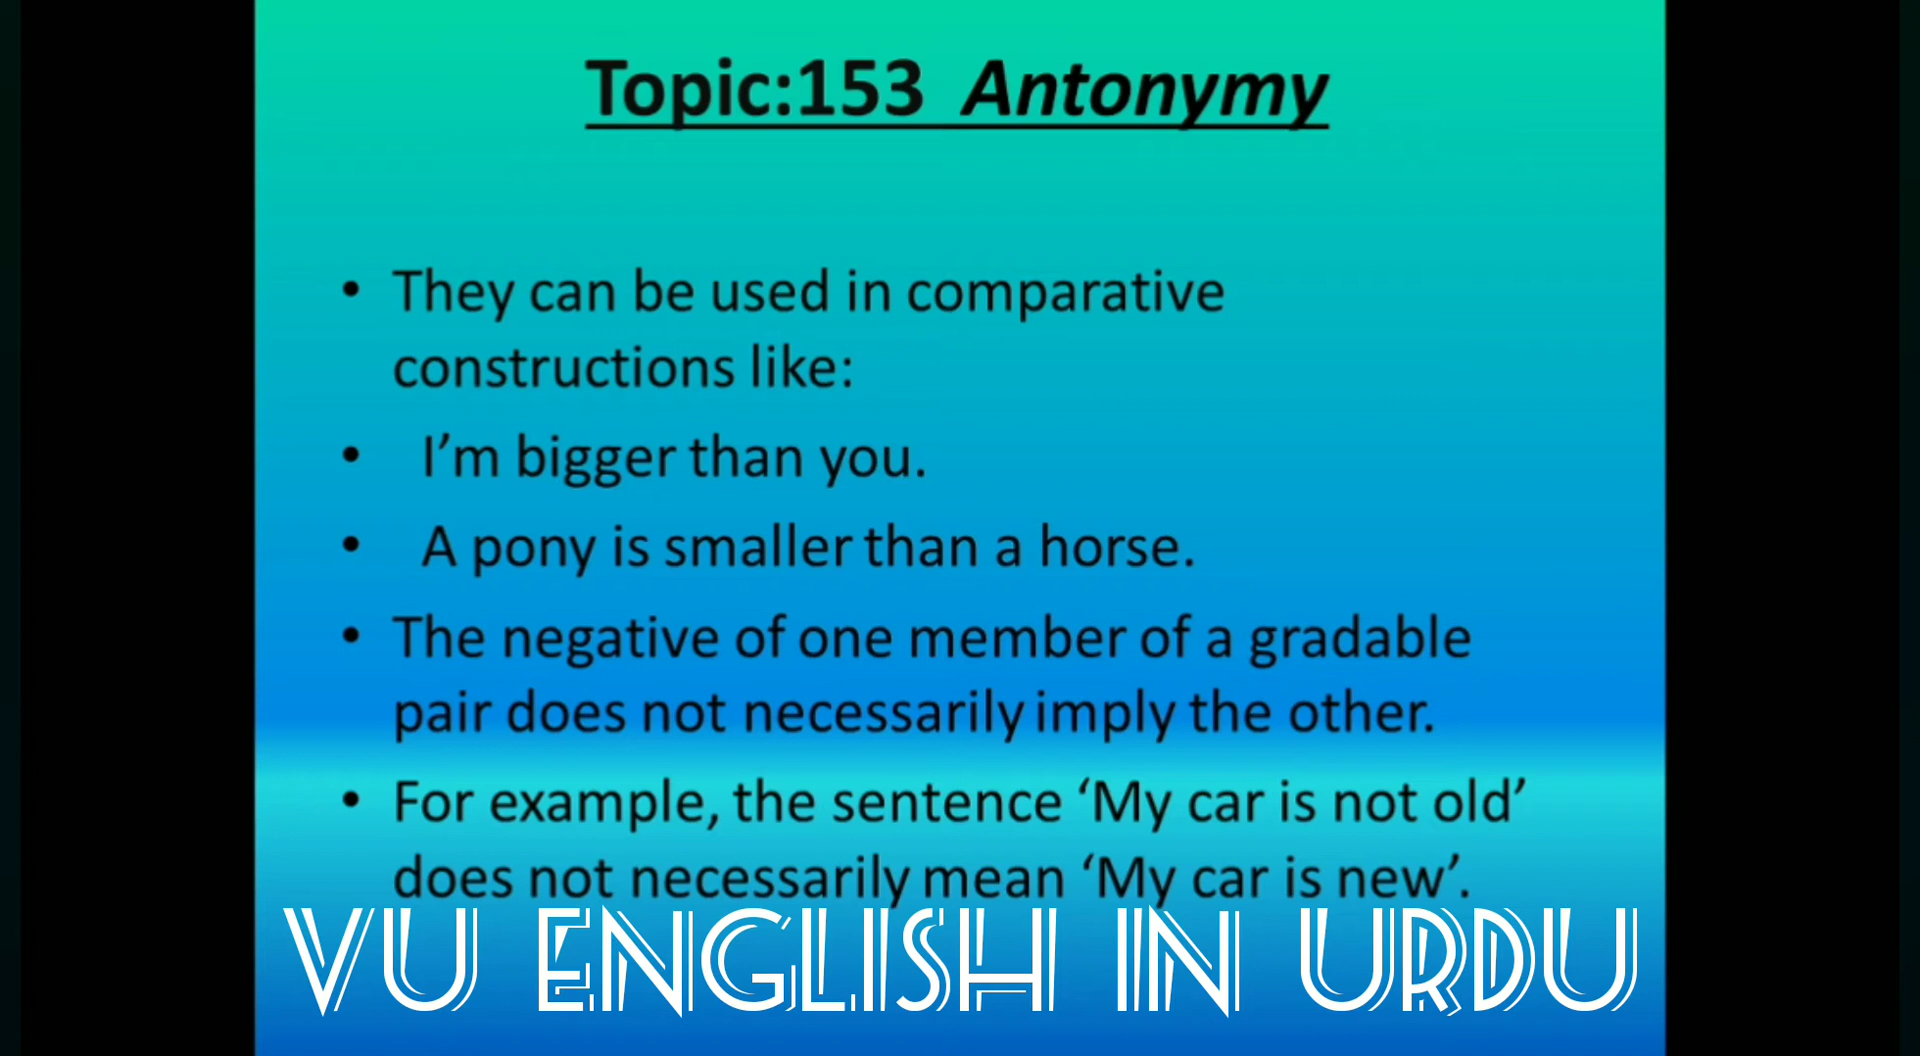 Topic:153 Antonymy
• They can be used in comparative
constructions like:
• I’m bigger than you.
• A pony is smaller than a horse.
• The negative of one member of a gradable
pair does not necessarily imply the other.
• For example, the sentence ‘My car is not old’
does not necessarily mean ‘My car is new’.
VU ENGLISH IN URDU